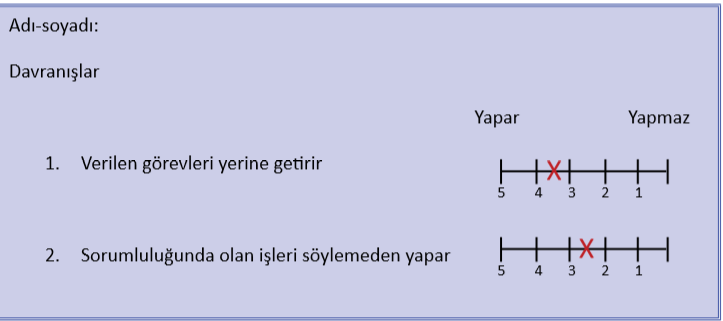 Adı-soyadı:
Davranışlar
Yapar Yapmaz
1. Verilen görevleri yerine getirir
5 4 3 2 1
2. Sorumluluğunda olan işleri söylemeden yapar
5 4 3 2 1